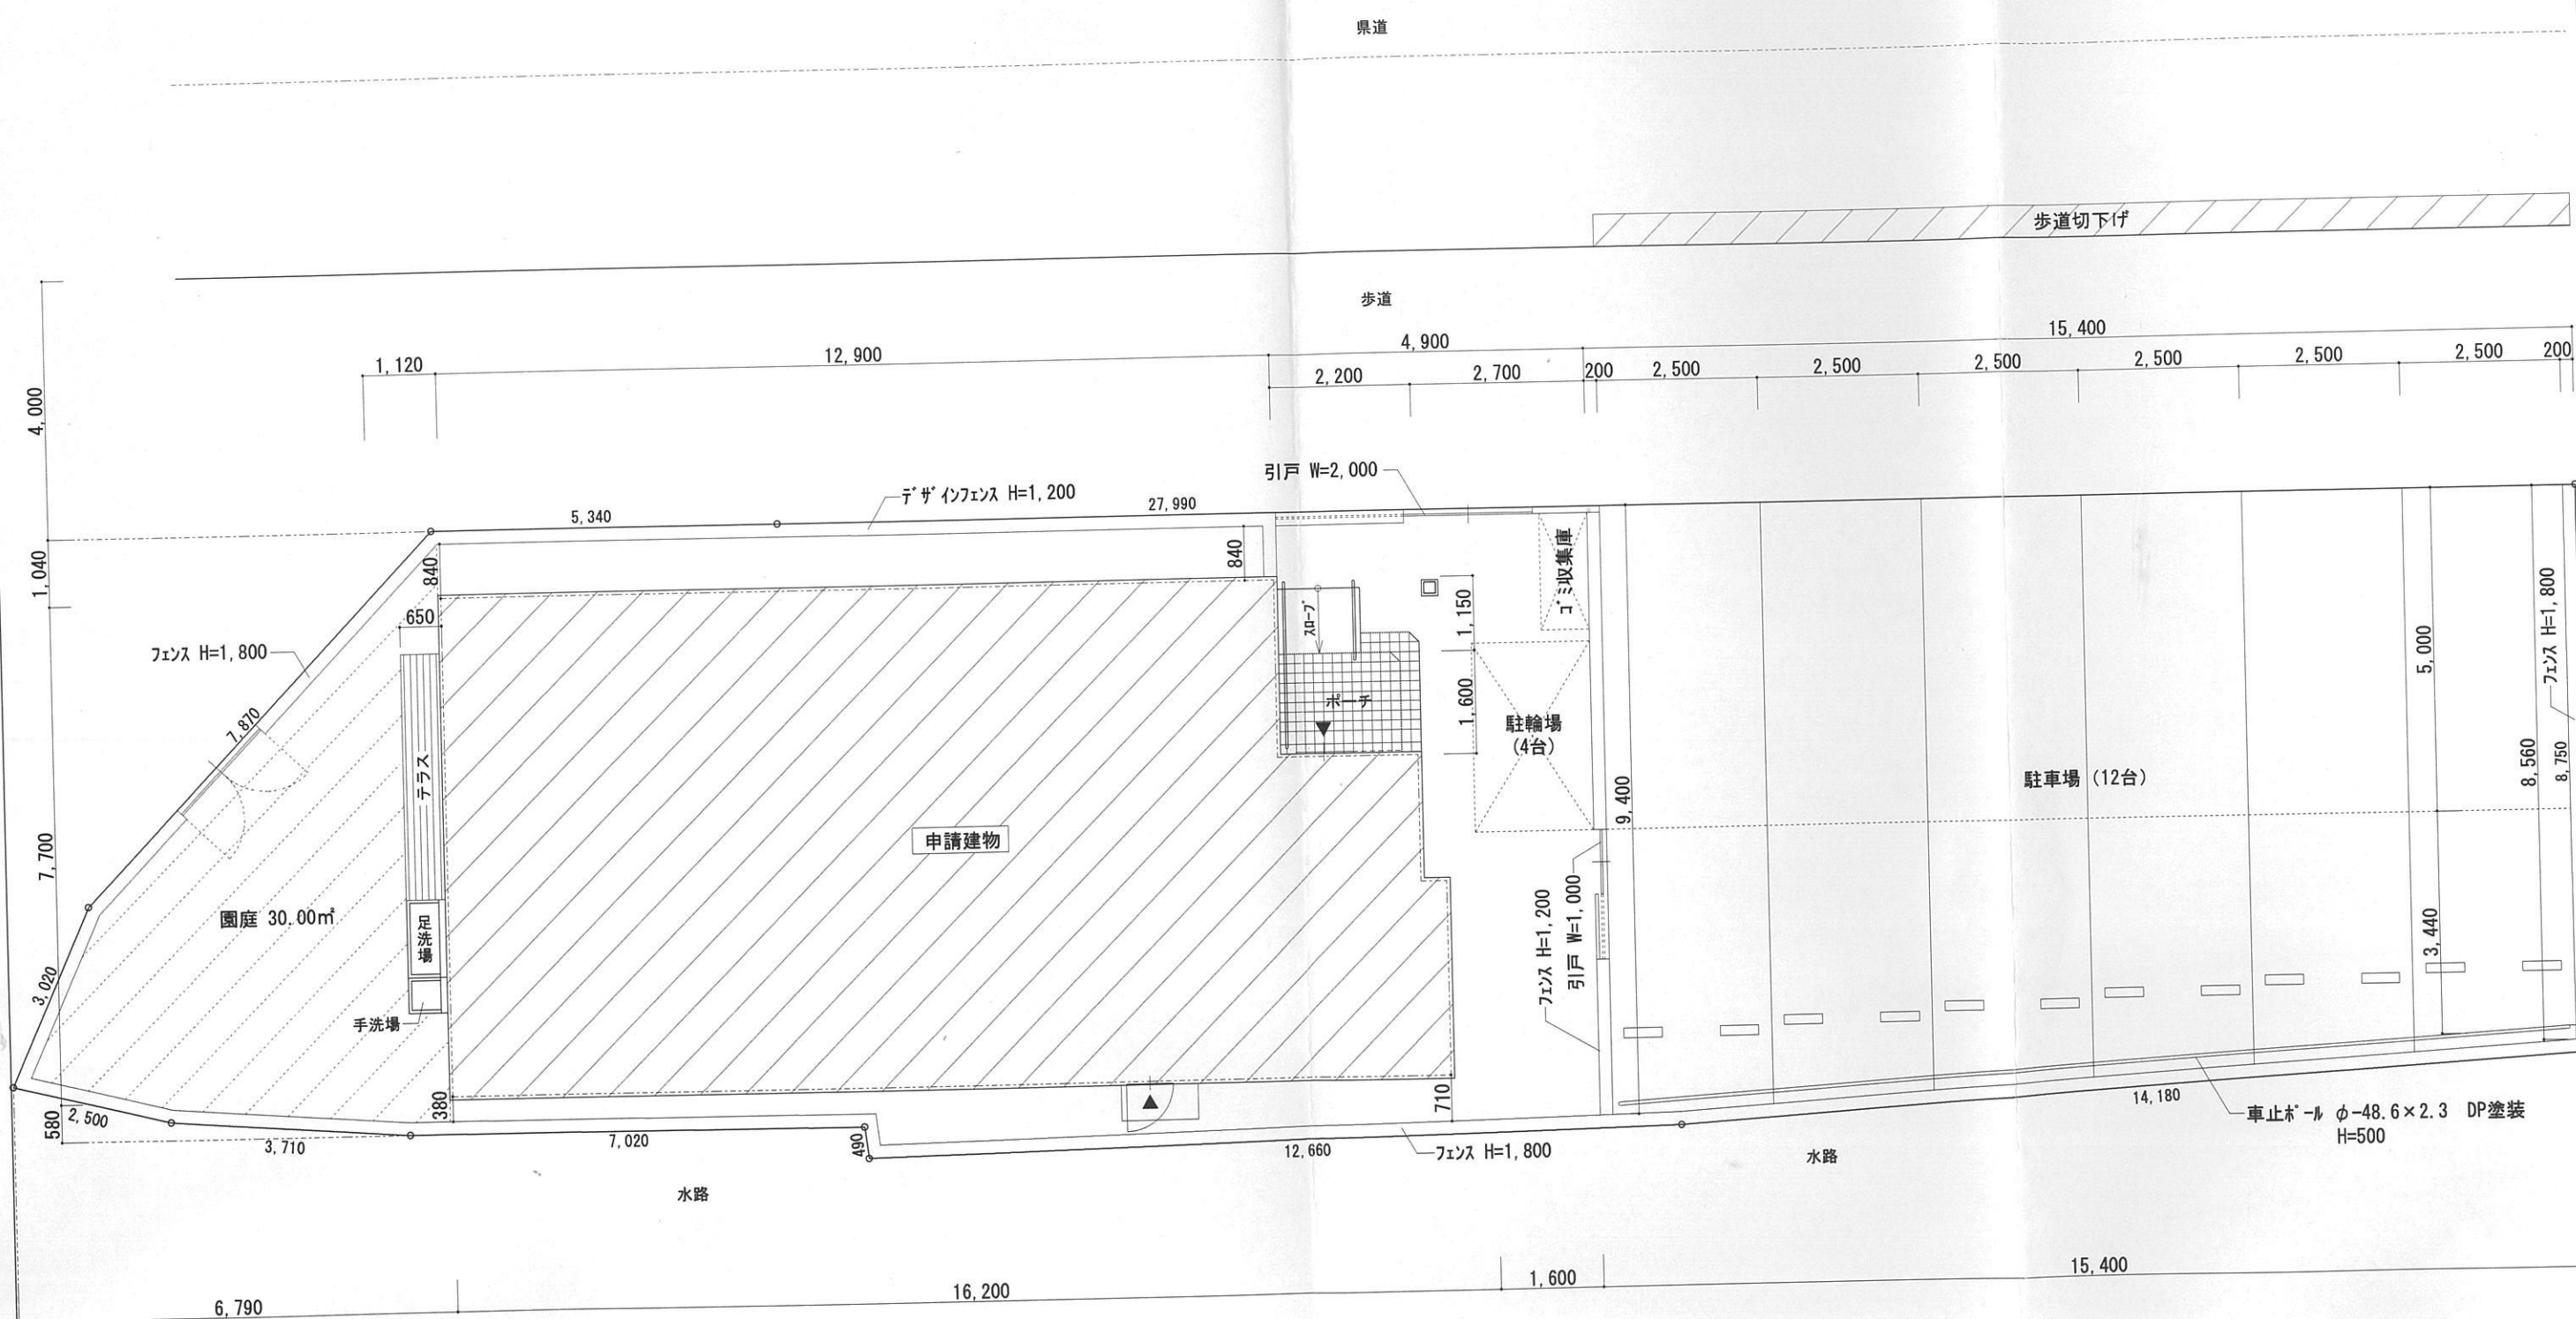 県道
歩道切下げ
歩道
15,400
4,900
12,900
1,120
2,200
2,700
200
2,500
2,500
2,500
2,500
2,500
2,500
200
4,000
引戸 W=2,000
デザインフェンス H=1,200
5,340
27,990
1,040
840
840
650
ゴミ収集庫
スロープ
1,150
フェンス H=1,800
フェンス H=1,800
5,000
1,600
ポーチ
駐輪場
(4台)
7,870
テラス
8,560
8,750
駐車場 (12台)
9,400
申請建物
7,700
園庭 30.00㎡
足洗場
フェンス H=1,200
引戸 W=1,000
3,440
3,020
手洗場
380
710
580
2,500
3,710
7,020
490
12,660
フェンス H=1,800
14,180
車止ポール φ-48.6×2.3 DP塗装
H=500
水路
水路
15,400
1,600
16,200
6,790